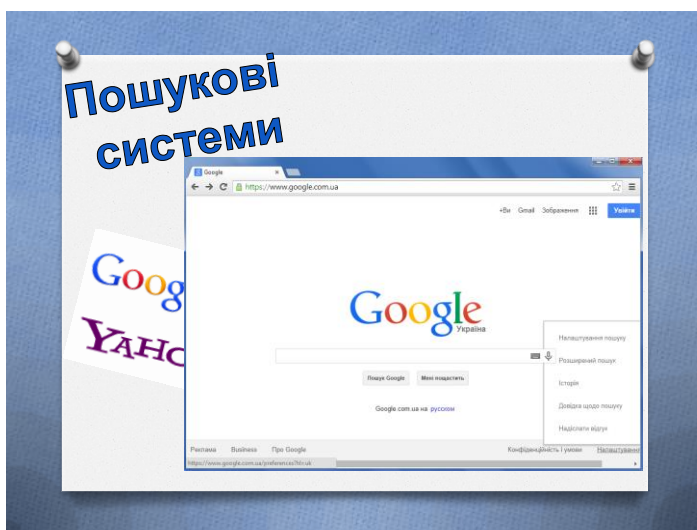 Пошукові
системи
Google
https://www.google.com.ua
+Ви Gmail Зображення Увійти
Goog
YAHO
Google
Україна
Налаштування пошуку
Розширений пошук
Історія
Довідка щодо пошуку
Надіслати відгук
Пошук Google Мені пощастить
Google.com.ua на: русском
Реклама Business Про Google Конфіденційність і умови Налаштування
https://www.google.com.ua/preferences?hl=uk